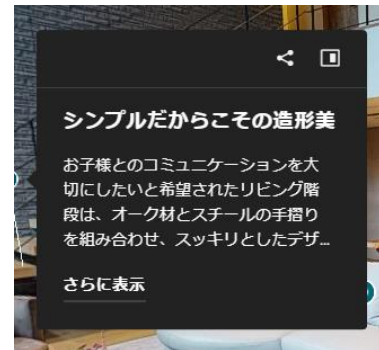 シンプルだからこその造形美
お子様とのコミュニケーションを大
切にしたいと希望されたリビング階
段は、オーク材とスチールの手摺り
を組み合わせ、スッキリとしたデザ...
さらに表示